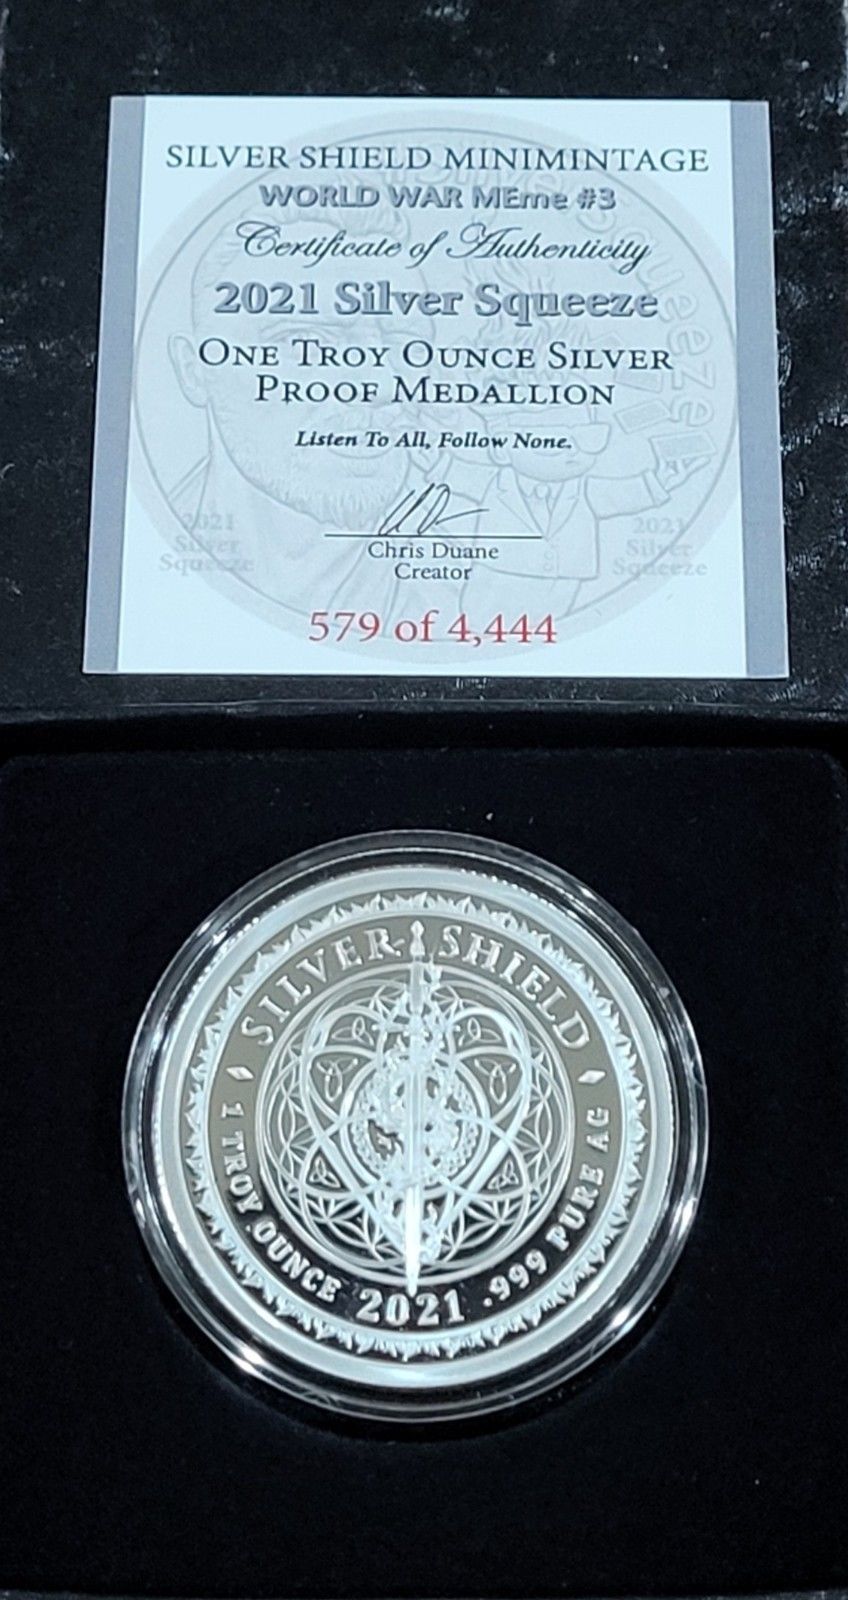 SILVER SHIELD MINIMINTAGE
WORLD WAR MEme #3
Certificate of Authenticity
2021 Silver Squeeze
ONE TROY OUNCE SILVER
PROOF MEDALLION
Listen To All, Follow None.
Chris Duane
Creator
2021
Silver
Squeeze
2021
Silver
Squeeze
579 of 4,444
SILVER SHIELD
1 TROY OUNCE 2021 .999 PURE AG